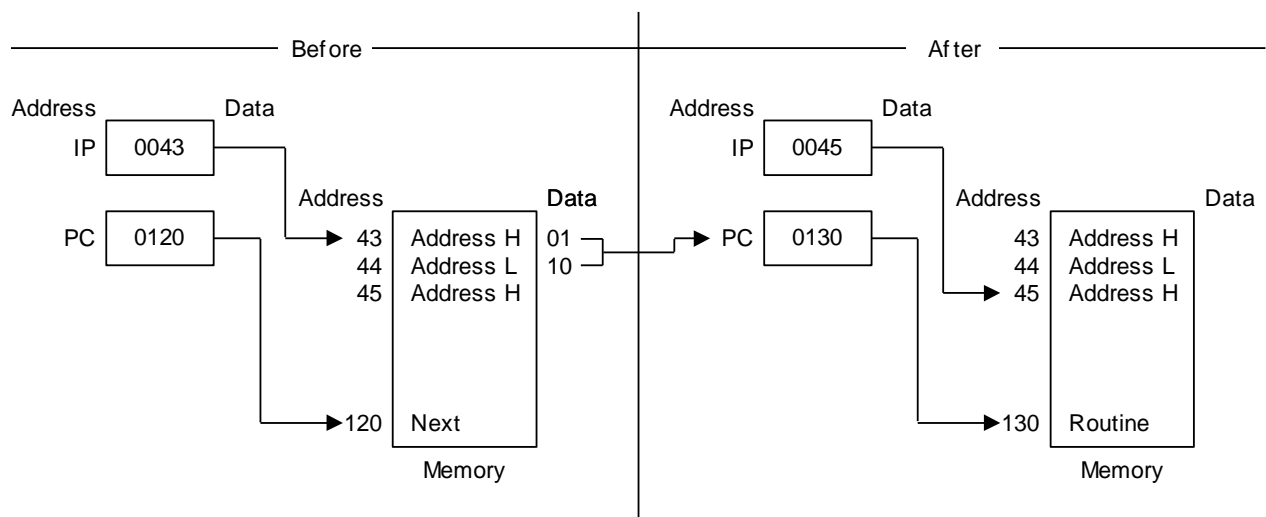 Before
Address Data
IP 0043
Address Data
PC 0120
43 Address H 01
44 Address L 10
45 Address H
120 Next
Memory
After
Address Data
IP 0045
Address Data
PC 0130
43 Address H
44 Address L
45 Address H
130 Routine
Memory